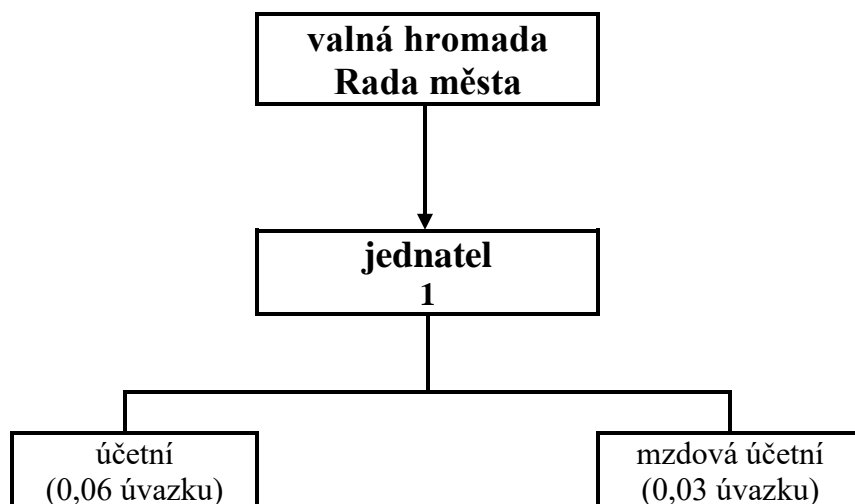 valná hromada
Rada města
jednatel
1
účetní
(0,06 úvazku)
mzdová účetní
(0,03 úvazku)